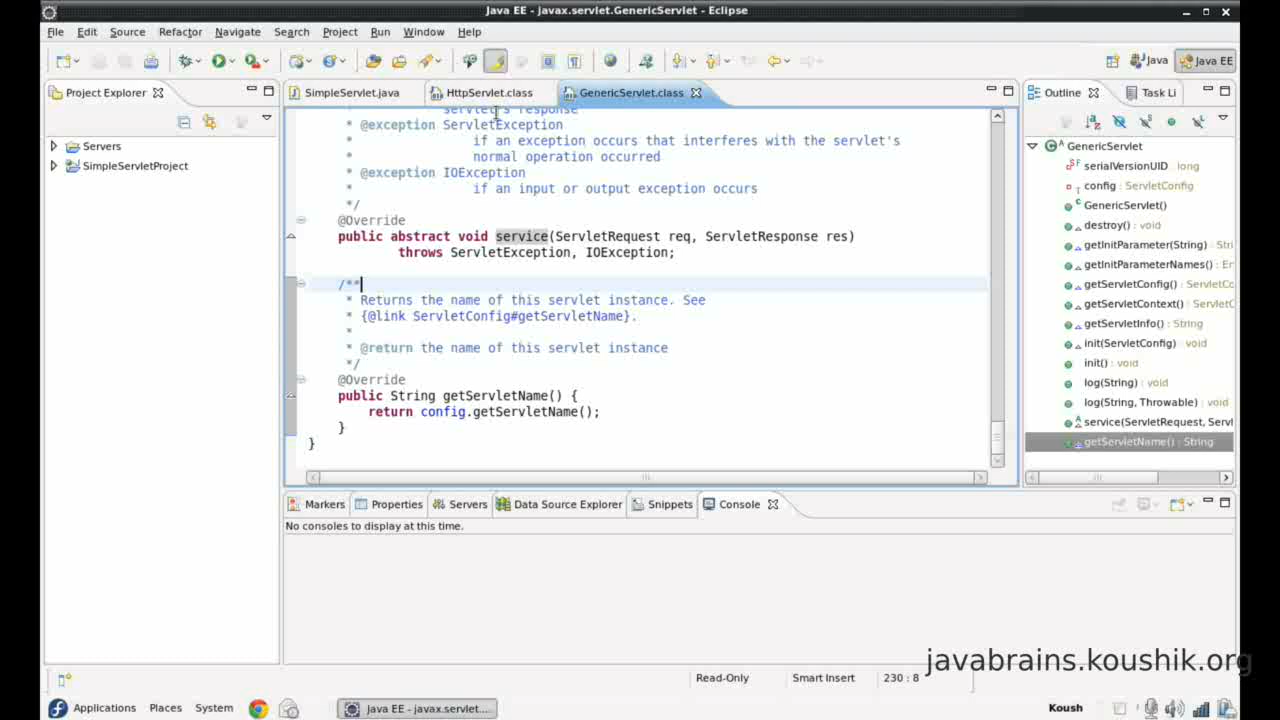 Java EE - javax.servlet.GenericServlet - Eclipse
File Edit Source Refactor Navigate Search Project Run Window Help
Java Java EE
Project Explorer
SimpleServlet.java HttpServlet.class GenericServlet.class
Outline Task Li
Servers
SimpleServletProject
servlet's response
* @exception ServletException
* if an exception occurs that interferes with the servlet's
* normal operation occurred
* @exception IOException
* if an input or output exception occurs
*/
@Override
public abstract void service(ServletRequest req, ServletResponse res)
throws ServletException, IOException;
/**
* Returns the name of this servlet instance. See
* {@link ServletConfig#getServletName}.
*
* @return the name of this servlet instance
*/
@Override
public String getServletName() {
return config.getServletName();
}
}
GenericServlet
serialVersionUID : long
config : ServletConfig
GenericServlet()
destroy() : void
getInitParameter(String) : Stri
getInitParameterNames() : En
getServletConfig() : ServletCo
getServletContext() : ServletC
getServletInfo() : String
init(ServletConfig) : void
init() : void
log(String) : void
log(String, Throwable) : void
service(ServletRequest, Servl
getServletName() : String
Markers Properties Servers Data Source Explorer Snippets Console
No consoles to display at this time.
javabrains.koushik.org
Read-Only Smart Insert 230 : 8
Applications Places System Java EE - javax.servlet.... Koush